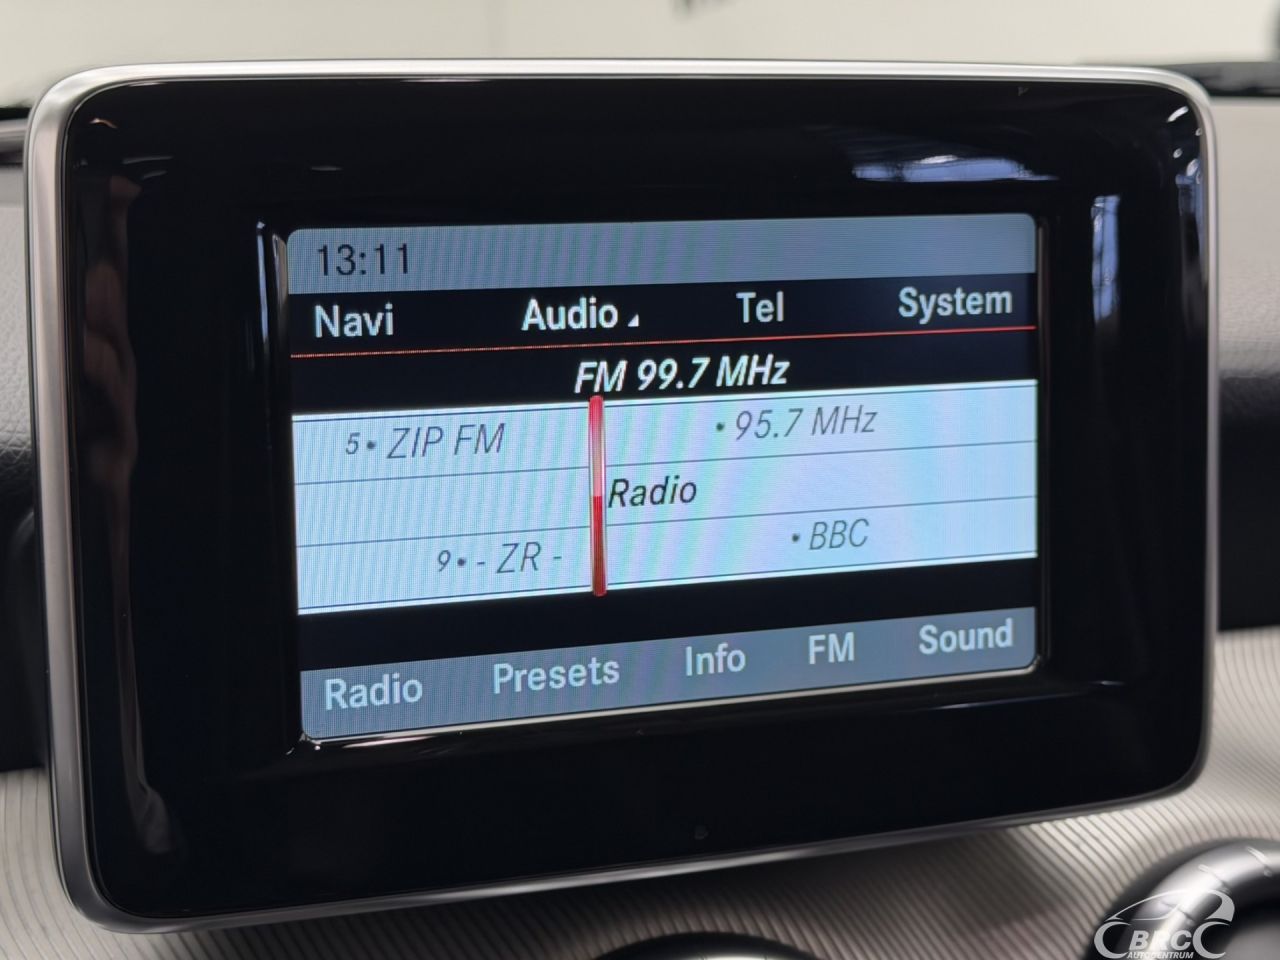 13:11
Navi Audio Tel System
FM 99.7 MHz
5• ZIP FM • 95.7 MHz
Radio
9• - ZR - • BBC
Radio Presets Info FM Sound
BRC
AUTOCENTRUM